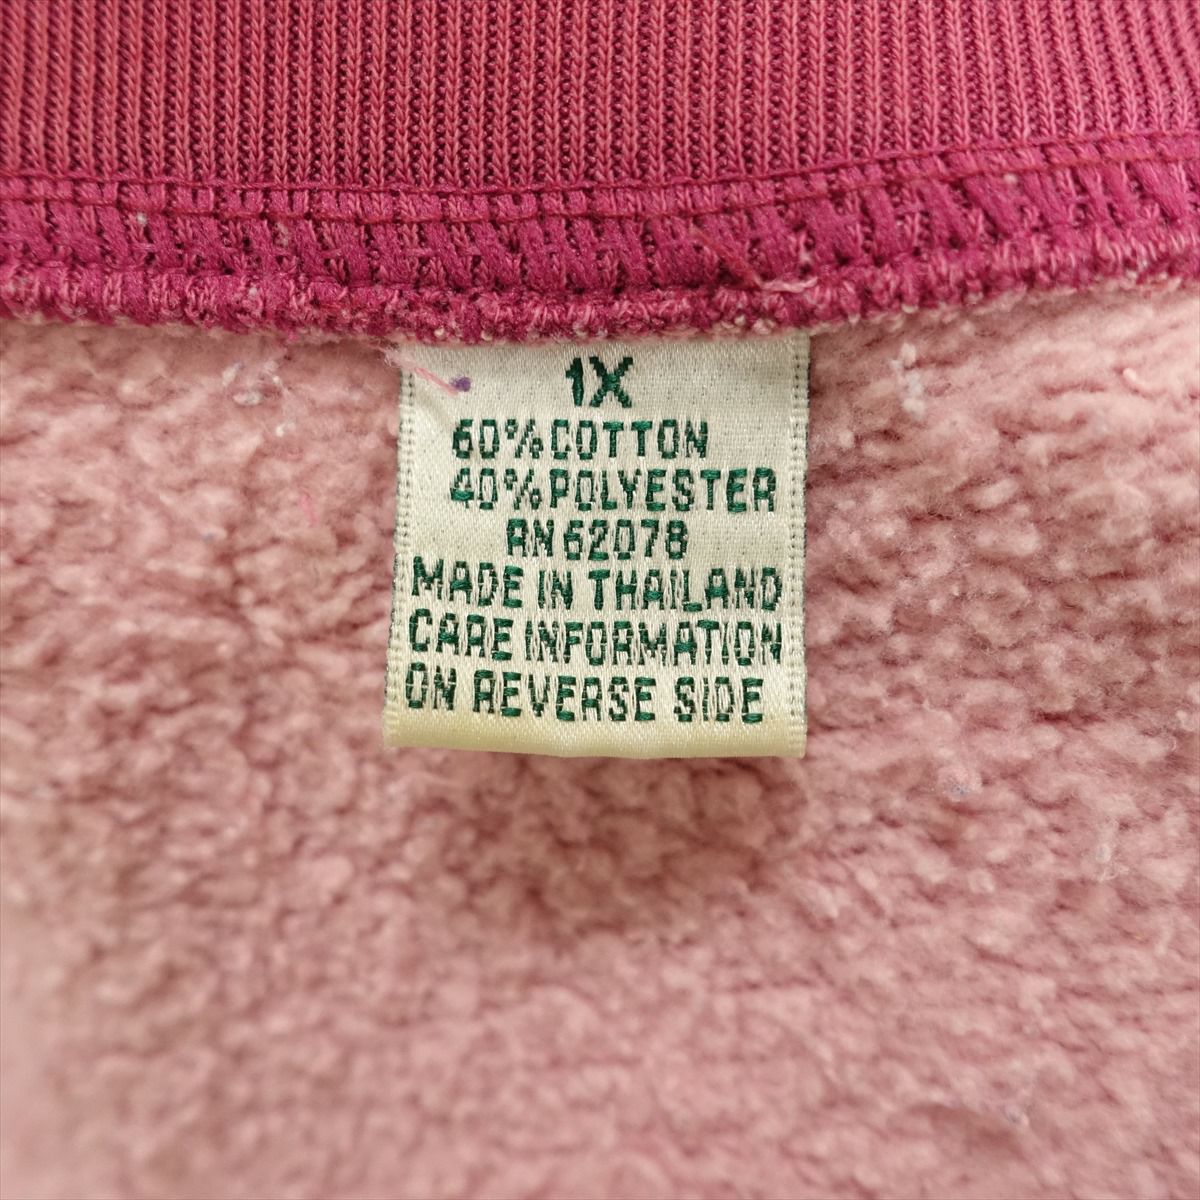 1X
60% COTTON
40% POLYESTER
RN 62078
MADE IN THAILAND
CARE INFORMATION
ON REVERSE SIDE